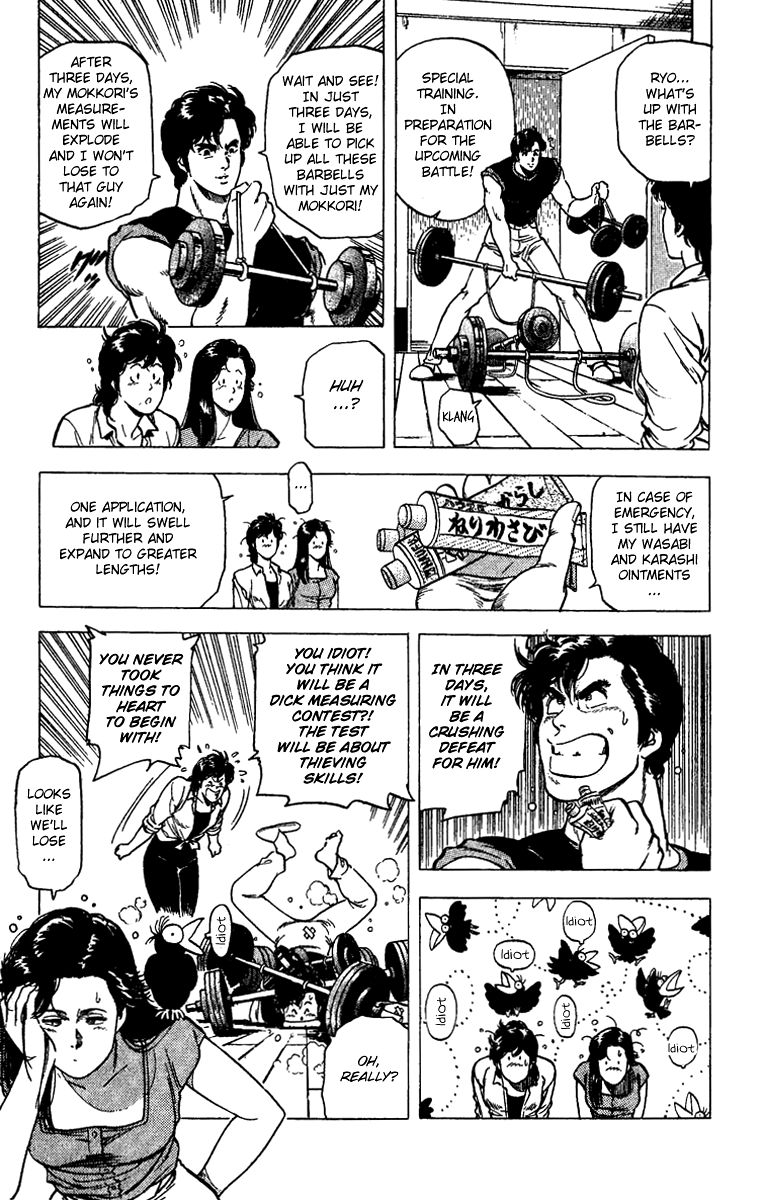 RYO...
WHAT'S
UP WITH
THE BAR-
BELLS?
SPECIAL
TRAINING.
IN
PREPARATION
FOR THE
UPCOMING
BATTLE!
KLANG
WAIT AND SEE!
IN JUST
THREE DAYS,
I WILL BE
ABLE TO PICK
UP ALL THESE
BARBELLS
WITH JUST MY
MOKKORI!
AFTER
THREE DAYS,
MY MOKKORI'S
MEASURE-
MENTS WILL
EXPLODE
AND I WON'T
LOSE TO
THAT GUY
AGAIN!
HUH
...?
IN CASE OF
EMERGENCY,
I STILL HAVE
MY WASABI
AND KARASHI
OINTMENTS
...
からし
ねりわさび
...
ONE APPLICATION,
AND IT WILL SWELL
FURTHER AND
EXPAND TO GREATER
LENGTHS!
IN THREE
DAYS,
IT WILL
BE A
CRUSHING
DEFEAT
FOR HIM!
Idiot
Idiot
Idiot
Idiot
Idiot
YOU IDIOT!
YOU THINK IT
WILL BE A
DICK MEASURING
CONTEST?!
THE TEST
WILL BE ABOUT
THIEVING
SKILLS!
YOU NEVER
TOOK
THINGS TO
HEART TO
BEGIN
WITH!
Idiot
OH,
REALLY?
LOOKS
LIKE
WE'LL
LOSE
...